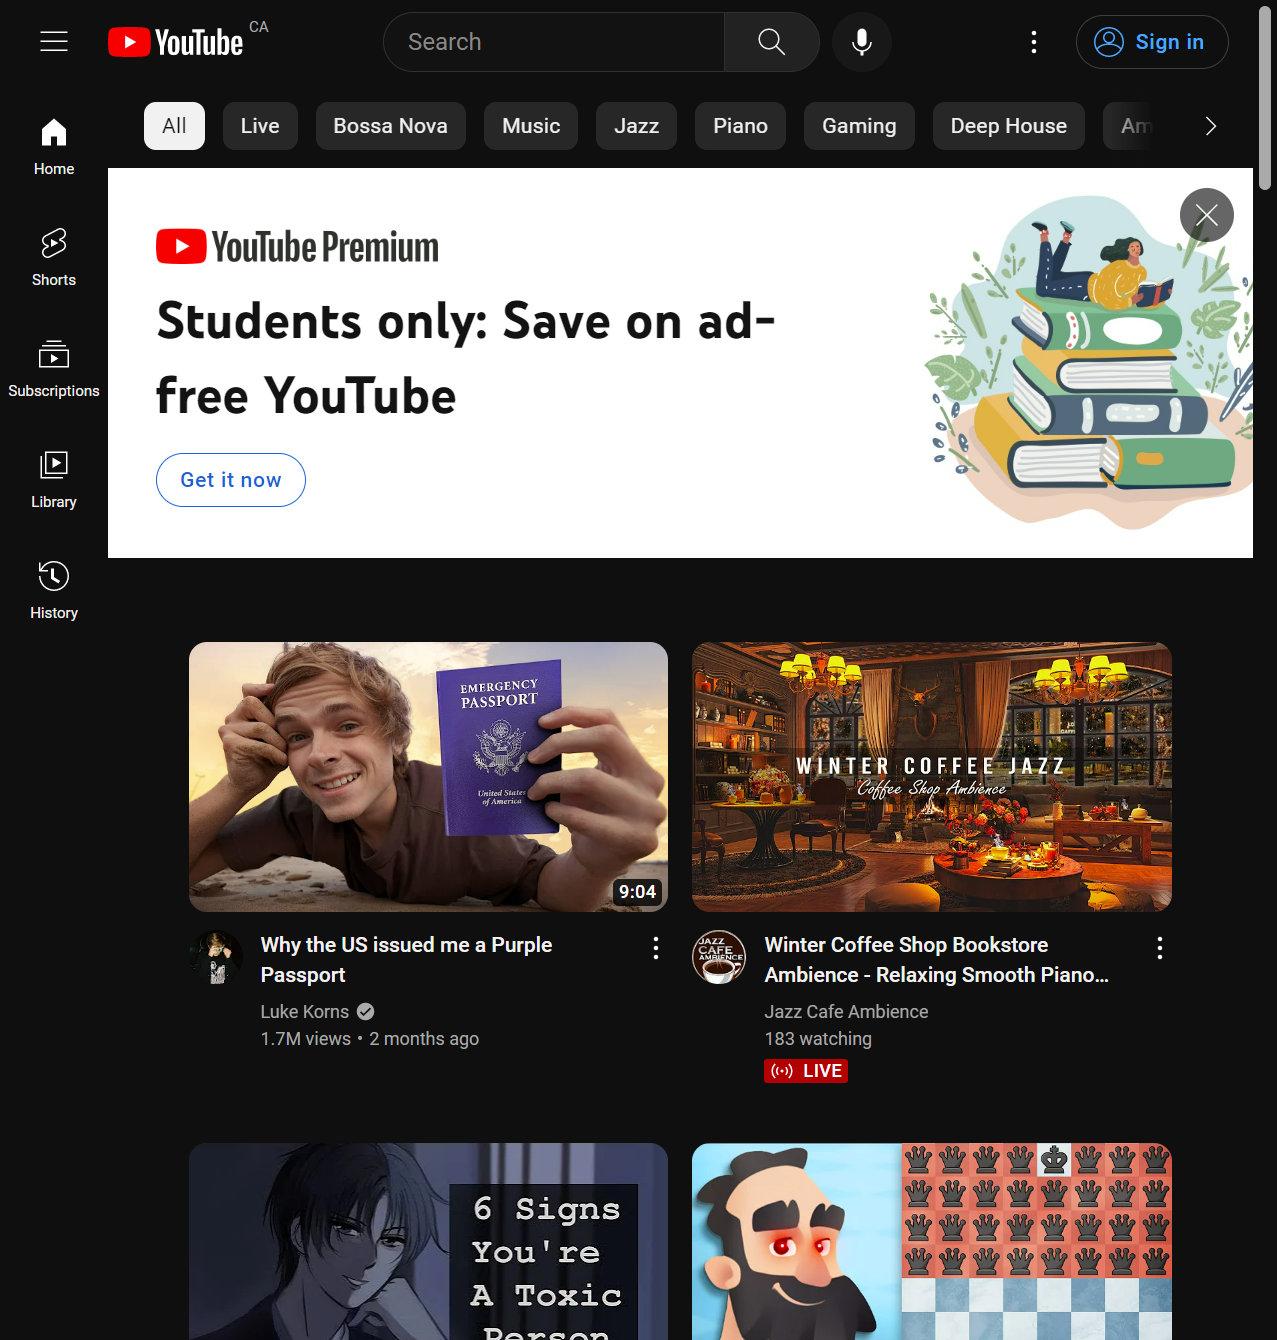 YouTube CA
Search
Sign in
All
Live
Bossa Nova
Music
Jazz
Piano
Gaming
Deep House
Am
Home
Shorts
Subscriptions
Library
History
YouTube Premium
Students only: Save on ad-
free YouTube
Get it now
EMERGENCY
PASSPORT
United States
of America
9:04
WINTER COFFEE JAZZ
Coffee Shop Ambience
Why the US issued me a Purple
Passport
Luke Korns
1.7M views • 2 months ago
JAZZ
CAFE
AMBIENCE
Winter Coffee Shop Bookstore
Ambience - Relaxing Smooth Piano...
Jazz Cafe Ambience
183 watching
LIVE
6 Signs
You're
A Toxic
Person